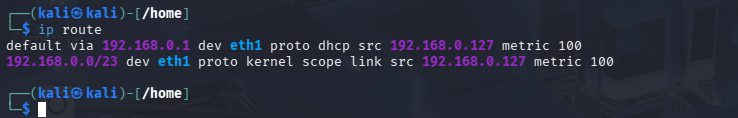 ┌──(kali㉿kali)-[/home]
└─$ ip route
default via 192.168.0.1 dev eth1 proto dhcp src 192.168.0.127 metric 100
192.168.0.0/23 dev eth1 proto kernel scope link src 192.168.0.127 metric 100
┌──(kali㉿kali)-[/home]
└─$